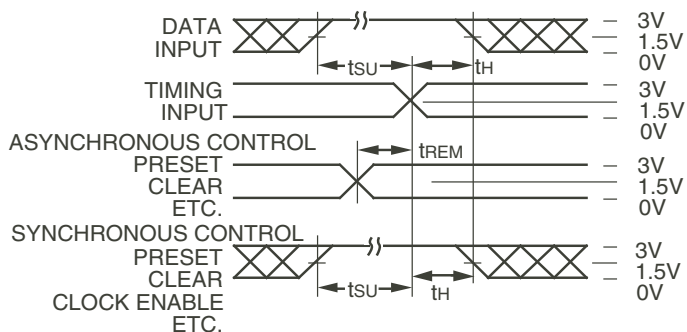 DATA
INPUT
tSU
tH
3V
1.5V
0V
TIMING
INPUT
3V
1.5V
0V
ASYNCHRONOUS CONTROL
PRESET
CLEAR
ETC.
tREM
3V
1.5V
0V
SYNCHRONOUS CONTROL
PRESET
CLEAR
CLOCK ENABLE
ETC.
tSU
tH
3V
1.5V
0V